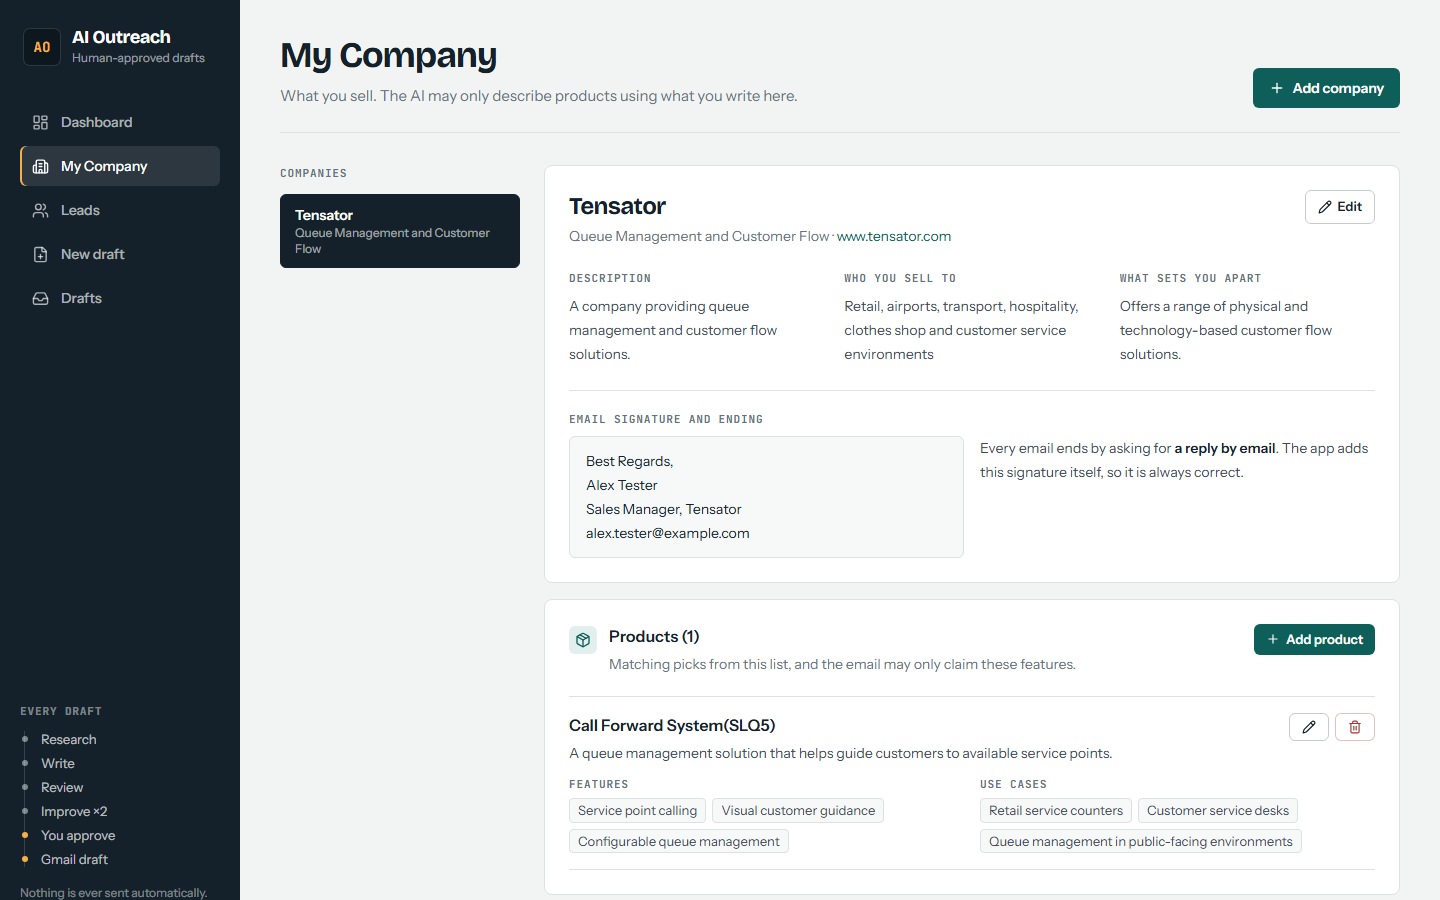 AO
AI Outreach
Human-approved drafts
Dashboard
My Company
Leads
New draft
Drafts
EVERY DRAFT
Research
Write
Review
Improve ×2
You approve
Gmail draft
Nothing is ever sent automatically.
My Company
What you sell. The AI may only describe products using what you write here.
+ Add company
COMPANIES
Tensator
Queue Management and Customer
Flow
Tensator
Edit
Queue Management and Customer Flow · www.tensator.com
DESCRIPTION
A company providing queue
management and customer flow
solutions.
WHO YOU SELL TO
Retail, airports, transport, hospitality,
clothes shop and customer service
environments
WHAT SETS YOU APART
Offers a range of physical and
technology-based customer flow
solutions.
EMAIL SIGNATURE AND ENDING
Best Regards,
Alex Tester
Sales Manager, Tensator
alex.tester@example.com
Every email ends by asking for a reply by email. The app adds
this signature itself, so it is always correct.
Products (1)
Matching picks from this list, and the email may only claim these features.
+ Add product
Call Forward System(SLQ5)
A queue management solution that helps guide customers to available service points.
FEATURES
Service point calling
Visual customer guidance
Configurable queue management
USE CASES
Retail service counters
Customer service desks
Queue management in public-facing environments